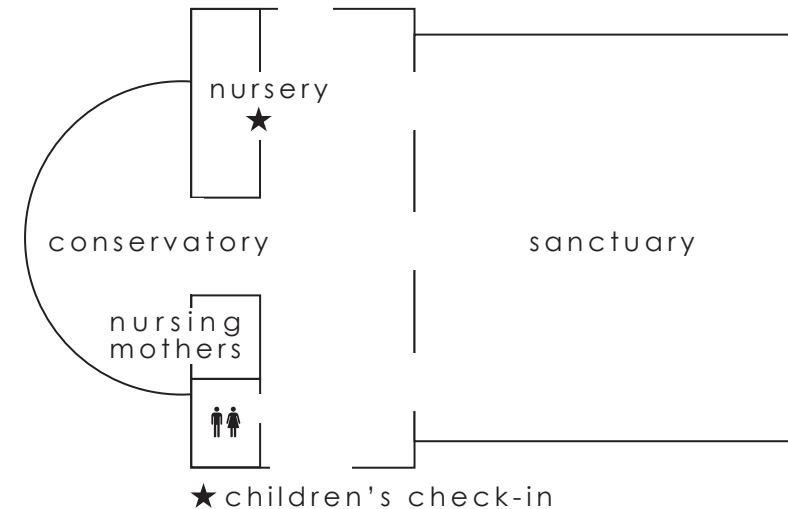 nursery
conservatory
sanctuary
nursing
mothers
children’s check-in